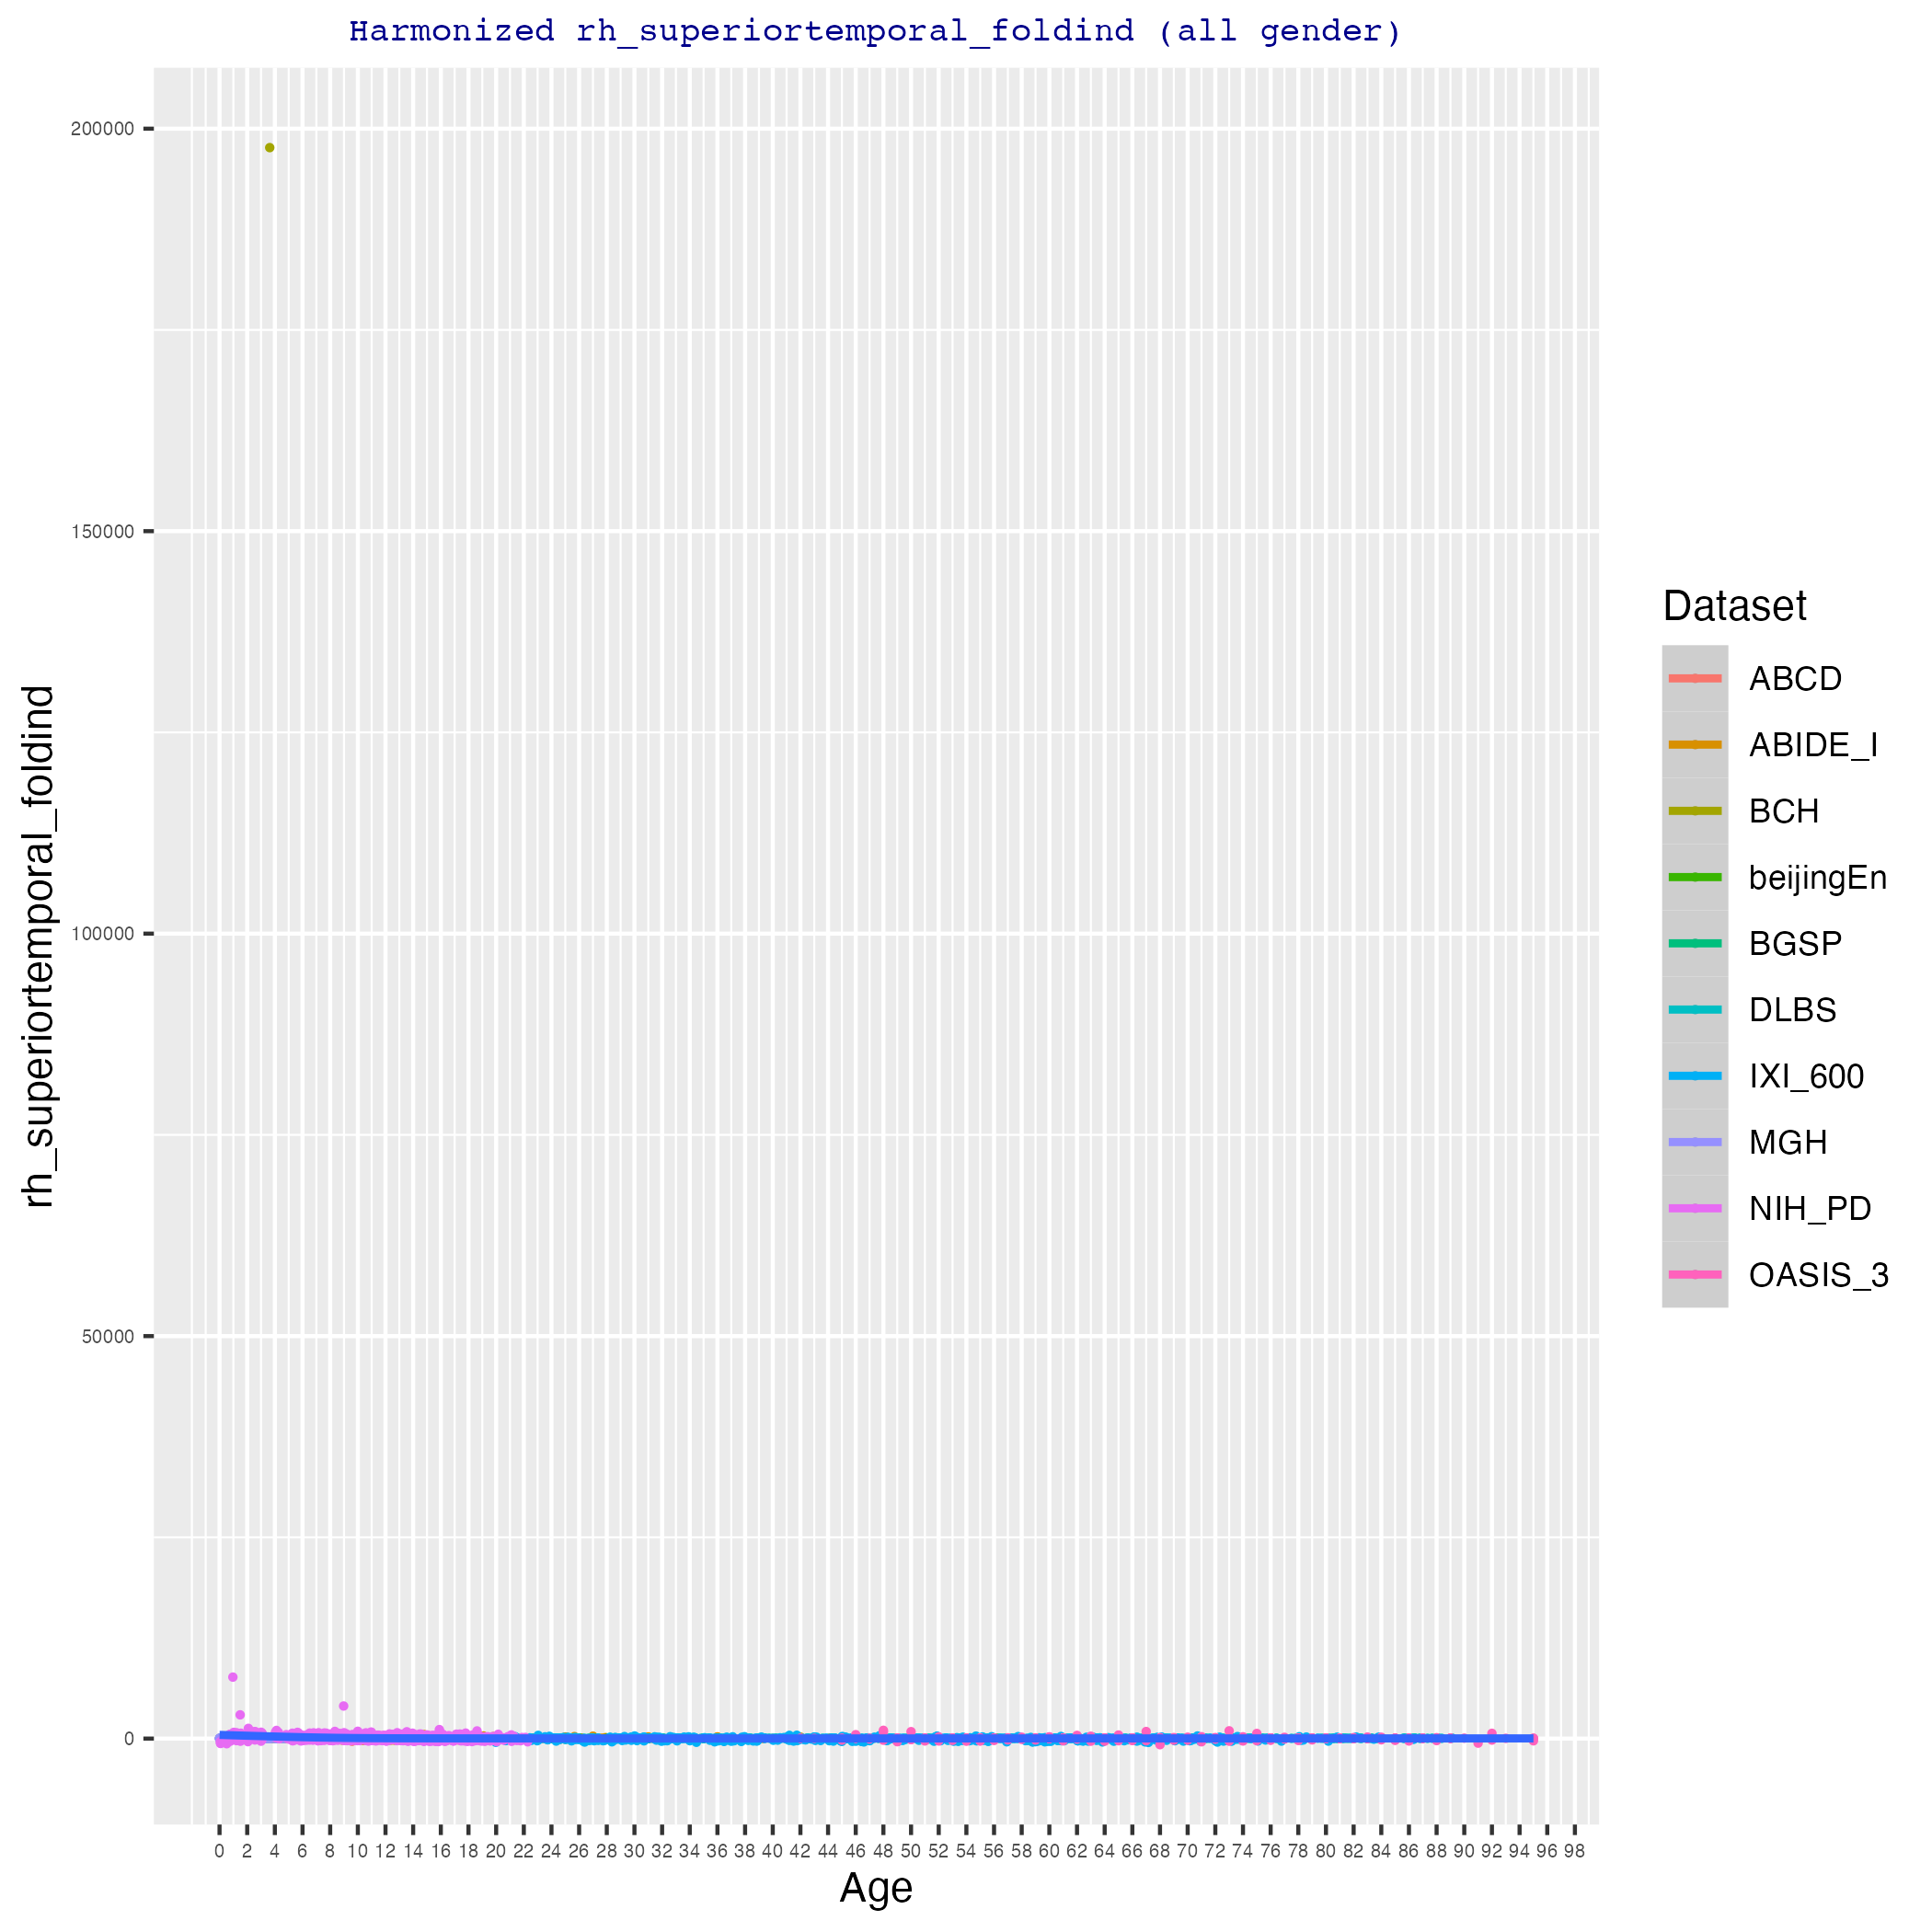 Harmonized rh_superiortemporal_foldind (all gender)
rh_superiortemporal_foldind
200000
150000
100000
50000
0
0 2 4 6 8 10 12 14 16 18 20 22 24 26 28 30 32 34 36 38 40 42 44 46 48 50 52 54 56 58 60 62 64 66 68 70 72 74 76 78 80 82 84 86 88 90 92 94 96 98
Age
Dataset
ABCD
ABIDE_I
BCH
beijingEn
BGSP
DLBS
IXI_600
MGH
NIH_PD
OASIS_3